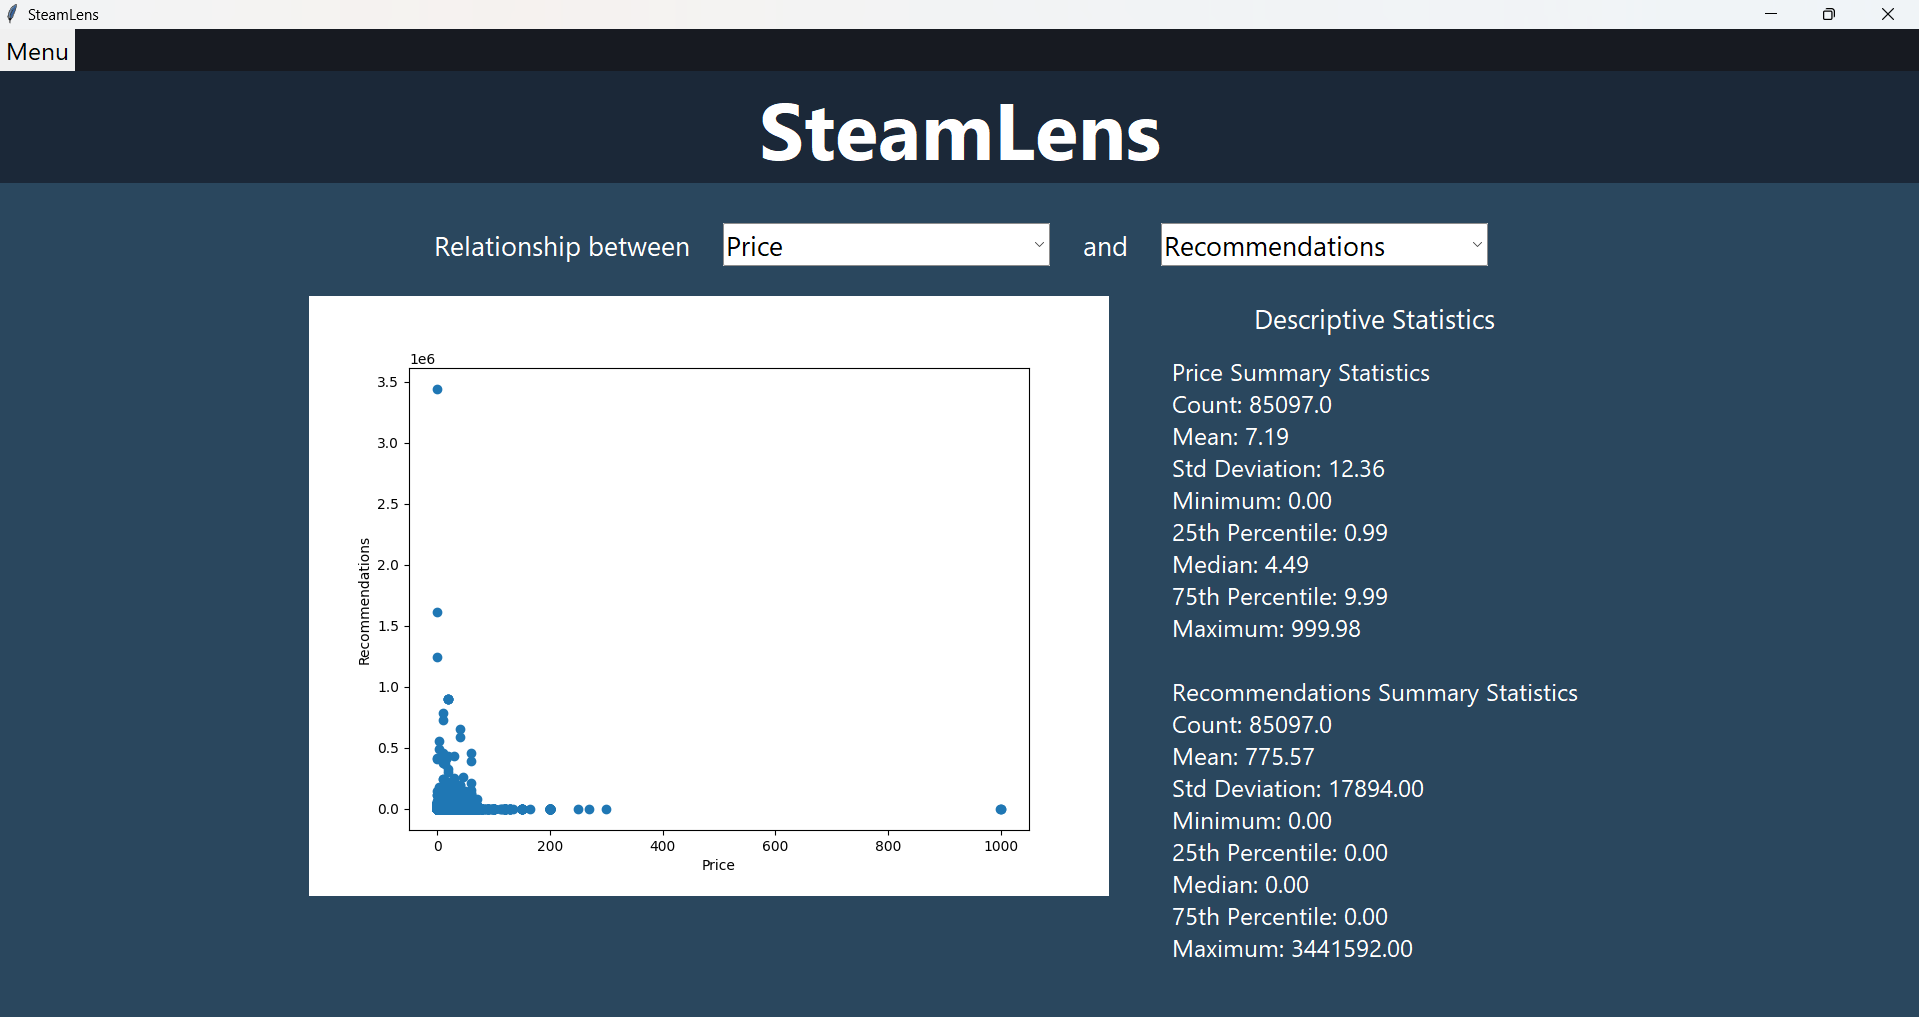 SteamLens
Menu
SteamLens
Relationship between Price and Recommendations
Descriptive Statistics
1e6
3.5
3.0
2.5
2.0
1.5
1.0
0.5
0.0
Recommendations
0 200 400 600 800 1000
Price
Price Summary Statistics
Count: 85097.0
Mean: 7.19
Std Deviation: 12.36
Minimum: 0.00
25th Percentile: 0.99
Median: 4.49
75th Percentile: 9.99
Maximum: 999.98
Recommendations Summary Statistics
Count: 85097.0
Mean: 775.57
Std Deviation: 17894.00
Minimum: 0.00
25th Percentile: 0.00
Median: 0.00
75th Percentile: 0.00
Maximum: 3441592.00